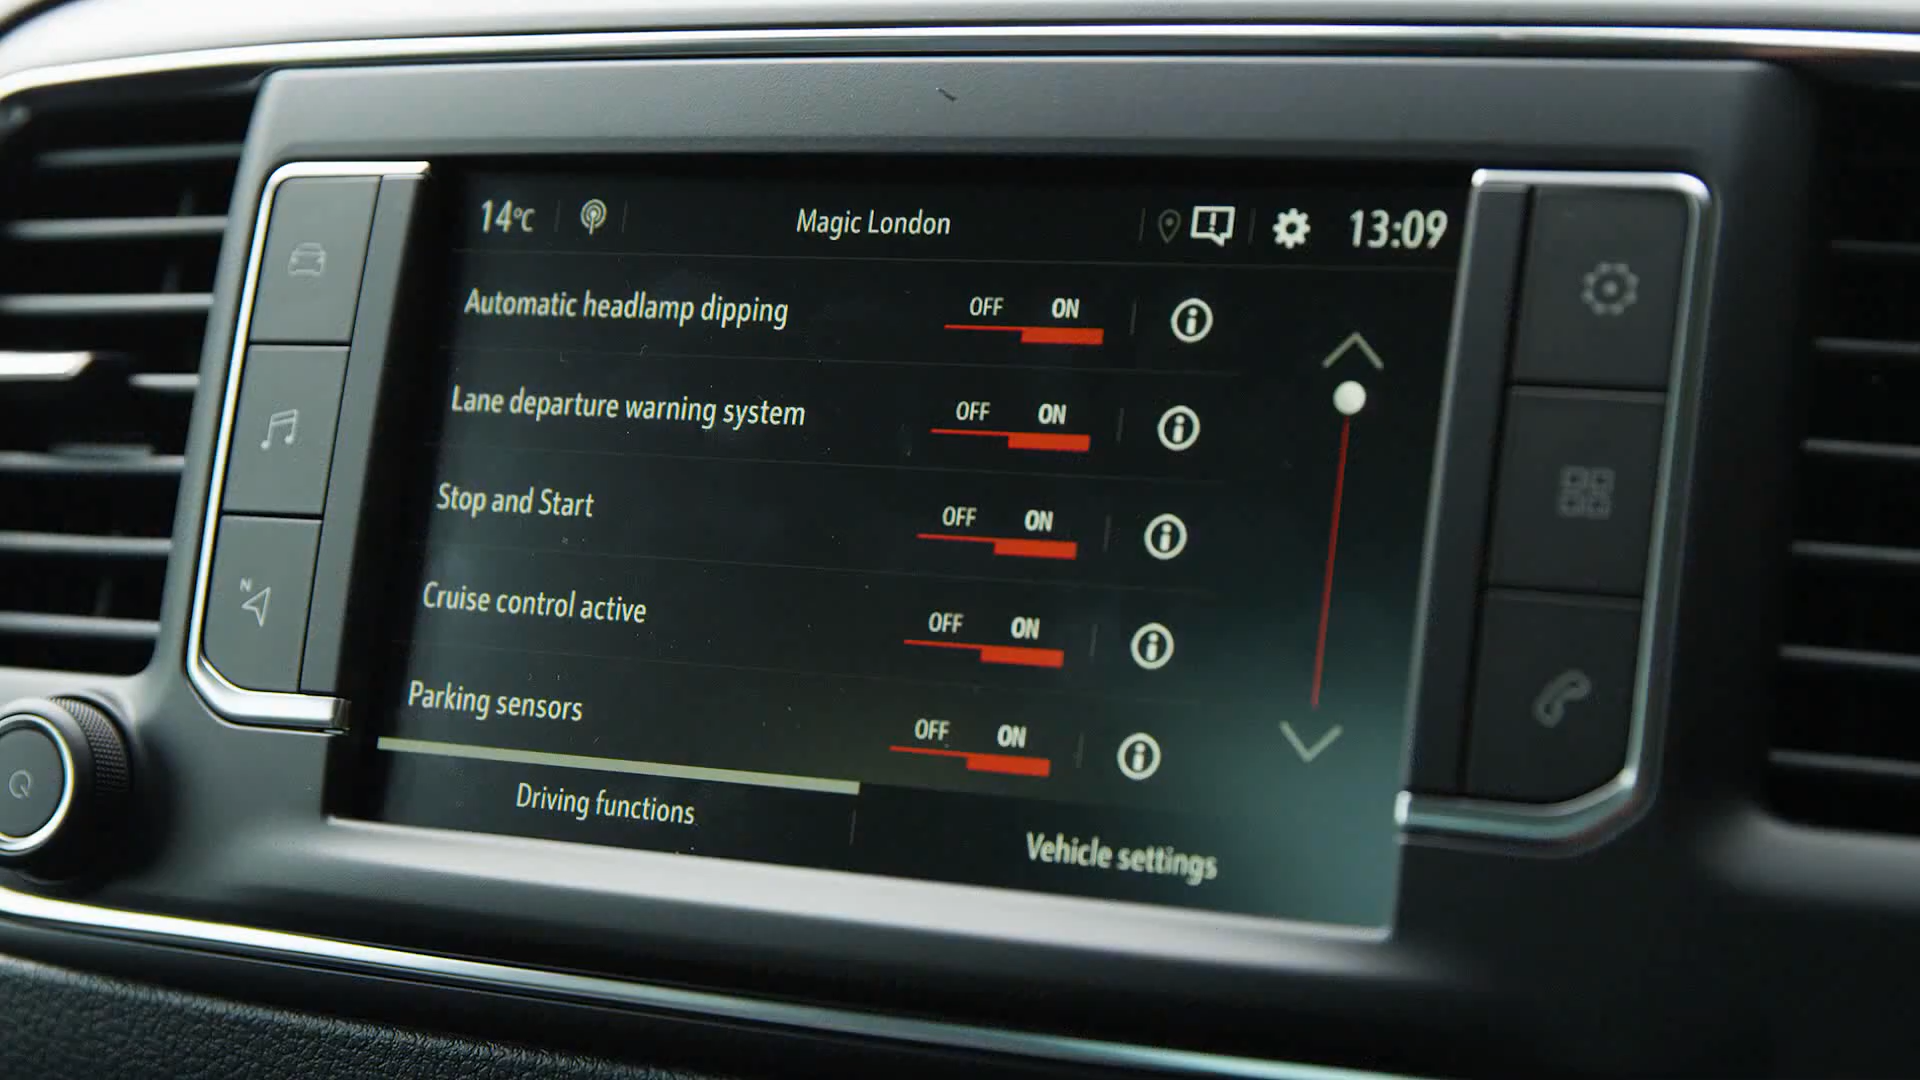 14°C Magic London 13:09
Automatic headlamp dipping OFF ON
Lane departure warning system OFF ON
Stop and Start OFF ON
Cruise control active OFF ON
Parking sensors OFF ON
Driving functions Vehicle settings
N